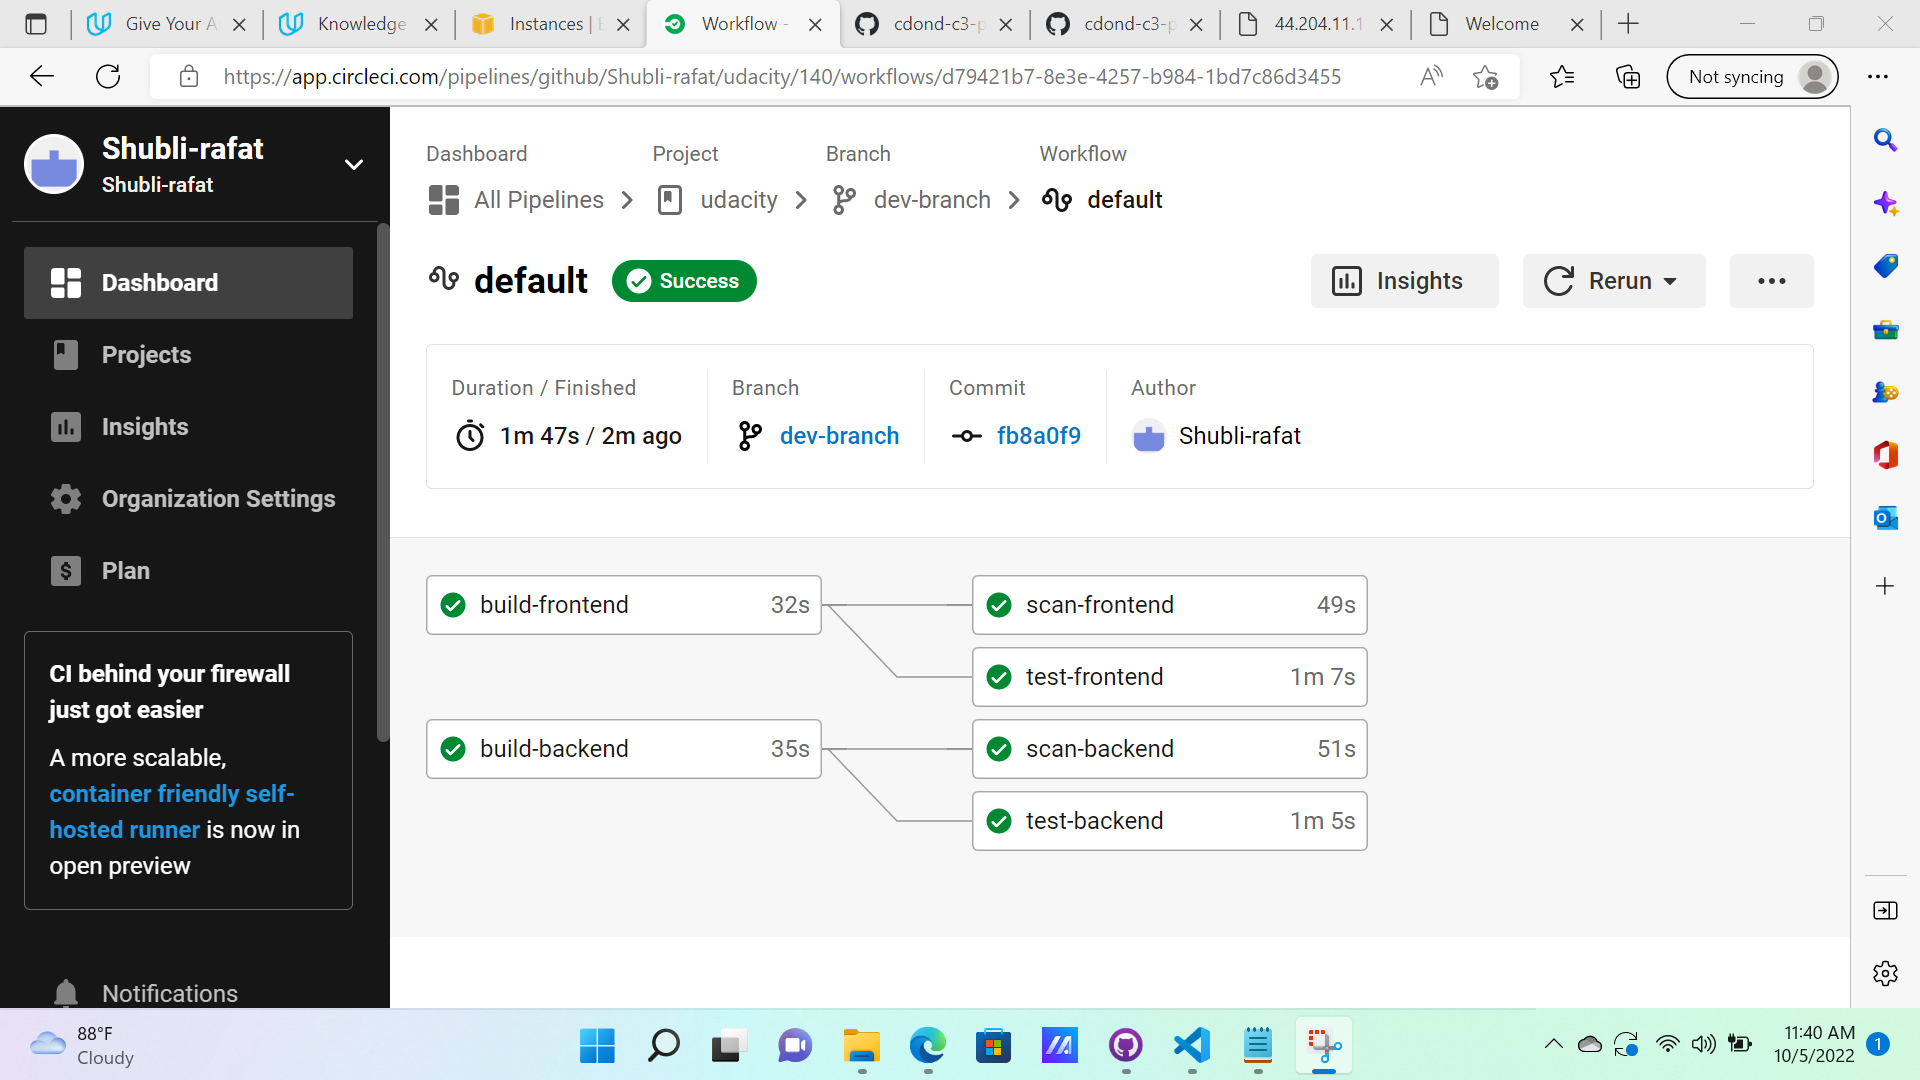 Give Your A
Knowledge
Instances | E
Workflow -
cdond-c3-p
cdond-c3-p
44.204.11.1
Welcome
https://app.circleci.com/pipelines/github/Shubli-rafat/udacity/140/workflows/d79421b7-8e3e-4257-b984-1bd7c86d3455
Not syncing
Shubli-rafat
Shubli-rafat
Dashboard
Projects
Insights
Organization Settings
Plan
CI behind your firewall
just got easier
A more scalable,
container friendly self-
hosted runner is now in
open preview
Notifications
Dashboard Project Branch Workflow
All Pipelines udacity dev-branch default
default Success
Insights Rerun
Duration / Finished Branch Commit Author
1m 47s / 2m ago dev-branch fb8a0f9 Shubli-rafat
build-frontend 32s
scan-frontend 49s
test-frontend 1m 7s
build-backend 35s
scan-backend 51s
test-backend 1m 5s
88°F
Cloudy
11:40 AM
10/5/2022
1